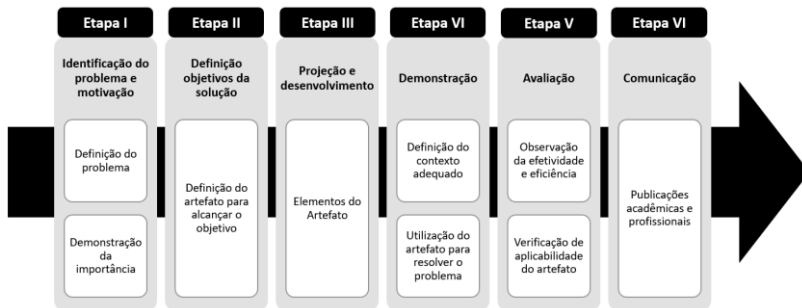 Etapa I
Identificação do
problema e
motivação
Definição do
problema
Demonstração
da
importância
Etapa II
Definição
objetivos da
solução
Definição do
artefato para
alcançar o
objetivo
Etapa III
Projeção e
desenvolvimento
Elementos do
Artefato
Etapa VI
Demonstração
Definição do
contexto
adequado
Utilização do
artefato para
resolver o
problema
Etapa V
Avaliação
Observação
da efetividade
e eficiência
Verificação de
aplicabilidade
do artefato
Etapa VI
Comunicação
Publicações
acadêmicas e
profissionais